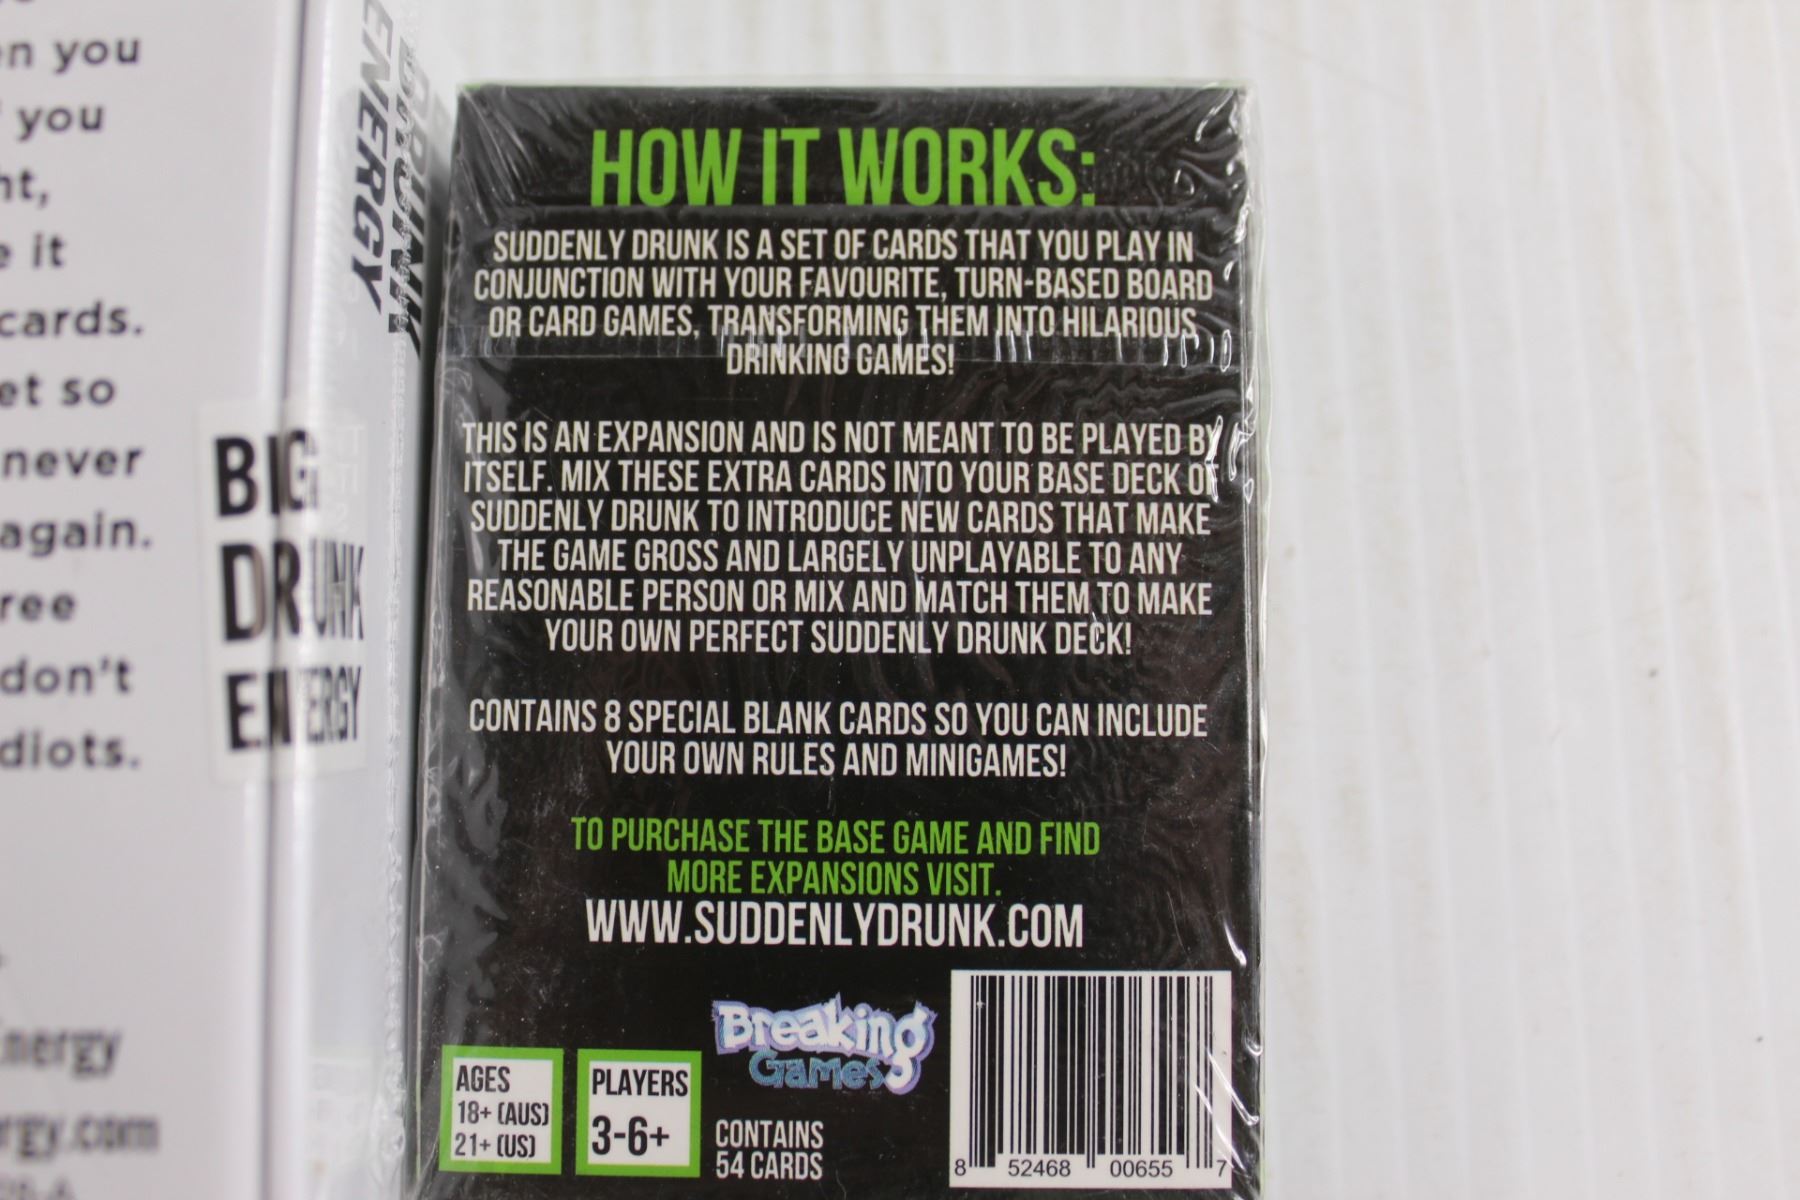 en you
you
ht,
e it
cards.
et so
never
again.
ree
don't
diots.
nergy
rgy.com
BIG
DRUNK
ENERGY
DRUNK
ENERGY
HOW IT WORKS:
SUDDENLY DRUNK IS A SET OF CARDS THAT YOU PLAY IN
CONJUNCTION WITH YOUR FAVOURITE, TURN-BASED BOARD
OR CARD GAMES, TRANSFORMING THEM INTO HILARIOUS
DRINKING GAMES!
THIS IS AN EXPANSION AND IS NOT MEANT TO BE PLAYED BY
ITSELF. MIX THESE EXTRA CARDS INTO YOUR BASE DECK OF
SUDDENLY DRUNK TO INTRODUCE NEW CARDS THAT MAKE
THE GAME GROSS AND LARGELY UNPLAYABLE TO ANY
REASONABLE PERSON OR MIX AND MATCH THEM TO MAKE
YOUR OWN PERFECT SUDDENLY DRUNK DECK!
CONTAINS 8 SPECIAL BLANK CARDS SO YOU CAN INCLUDE
YOUR OWN RULES AND MINIGAMES!
TO PURCHASE THE BASE GAME AND FIND
MORE EXPANSIONS VISIT.
WWW.SUDDENLYDRUNK.COM
AGES
18+ (AUS)
21+ (US)
PLAYERS
3-6+
Breaking
Games
CONTAINS
54 CARDS
8 52468 00655 7